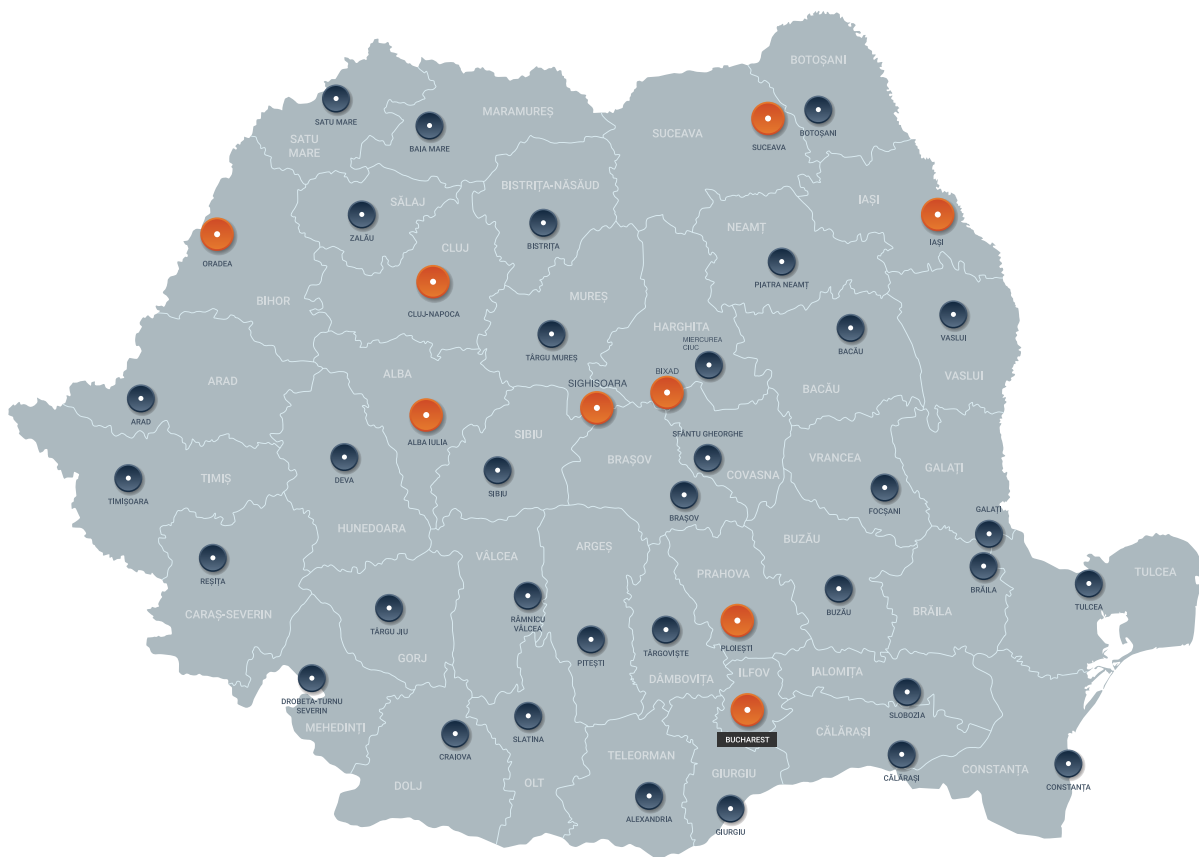 BOTOȘANI
SATU MARE
MARAMUREȘ
BAIA MARE
SUCEAVA
SUCEAVA
BOTOȘANI
SATU
MARE
BISTRIȚA-NĂSĂUD
SĂLAJ
ZALĂU
BISTRIȚA
IAȘI
IAȘI
NEAMȚ
ORADEA
CLUJ
PIATRA NEAMȚ
BIHOR
CLUJ-NAPOCA
MUREȘ
HARGHITA
TÂRGU MUREȘ
MIERCUREA
CIUC
BACĂU
VASLUI
ARAD
ALBA
SIGHISOARA
BIXAD
BACĂU
VASLUI
ARAD
ALBA IULIA
SIBIU
SFÂNTU GHEORGHE
BRAȘOV
VRANCEA
GALAȚI
TIMIȘ
DEVA
COVASNA
TIMIȘOARA
SIBIU
BRAȘOV
FOCȘANI
GALAȚI
HUNEDOARA
VÂLCEA
ARGEȘ
BUZĂU
PRAHOVA
TULCEA
REȘIȚA
BRĂILA
CARAȘ-SEVERIN
RÂMNICU
VÂLCEA
BUZĂU
BRĂILA
TULCEA
TÂRGU JIU
GORJ
PITEȘTI
TÂRGOVIȘTE
PLOIEȘTI
DÂMBOVIȚA
ILFOV
IALOMIȚA
DROBETA-TURNU
SEVERIN
MEHEDINȚI
SLATINA
SLOBOZIA
BUCHAREST
CĂLĂRAȘI
CRAIOVA
TELEORMAN
GIURGIU
CĂLĂRAȘI
CONSTANȚA
CONSTANȚA
DOLJ
OLT
ALEXANDRIA
GIURGIU